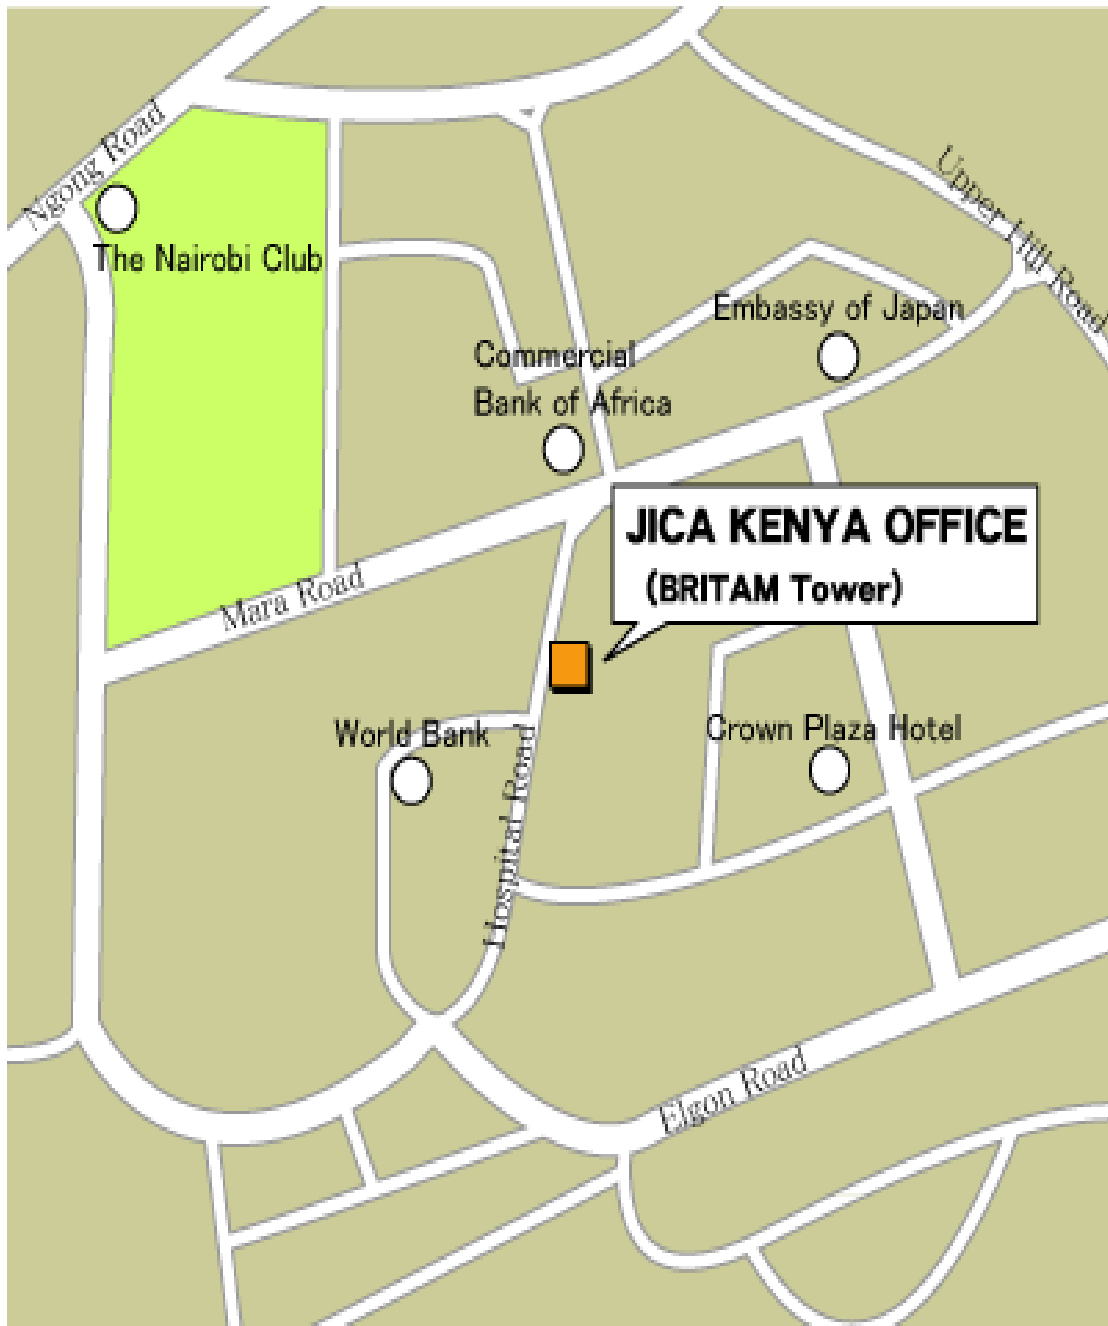 Ngong Road
Upper Hill Road
The Nairobi Club
Embassy of Japan
Commercial
Bank of Africa
JICA KENYA OFFICE
(BRITAM Tower)
Mara Road
World Bank
Crown Plaza Hotel
Hospital Road
Elgon Road